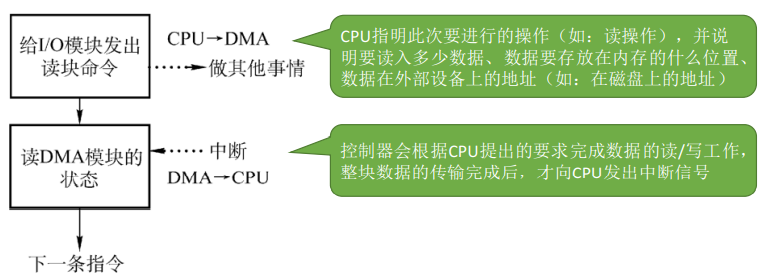 给I/O模块发出
读块命令
CPU→DMA
做其他事情
CPU指明此次要进行的操作（如：读操作），并说
明要读入多少数据、数据要存放在内存的什么位置、
数据在外部设备上的地址（如：在磁盘上的地址）
读DMA模块的
状态
中断
DMA→CPU
控制器会根据CPU提出的要求完成数据的读/写工作，
整块数据的传输完成后，才向CPU发出中断信号
下一条指令